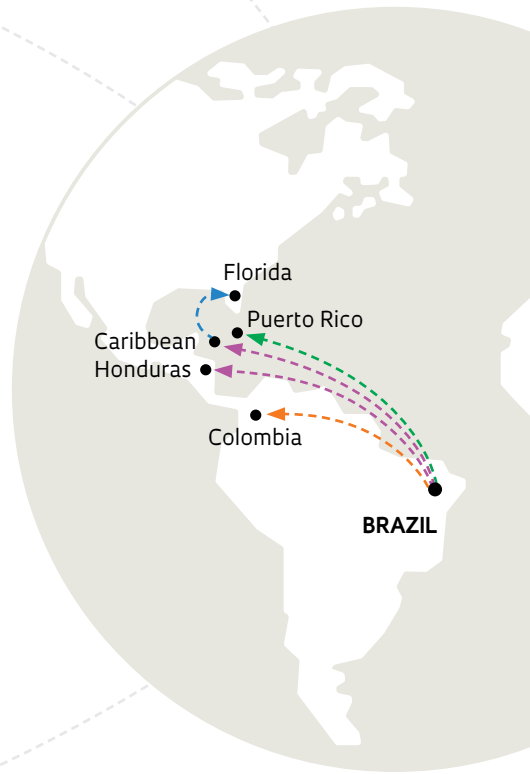 Florida
Puerto Rico
Caribbean
Honduras
Colombia
BRAZIL